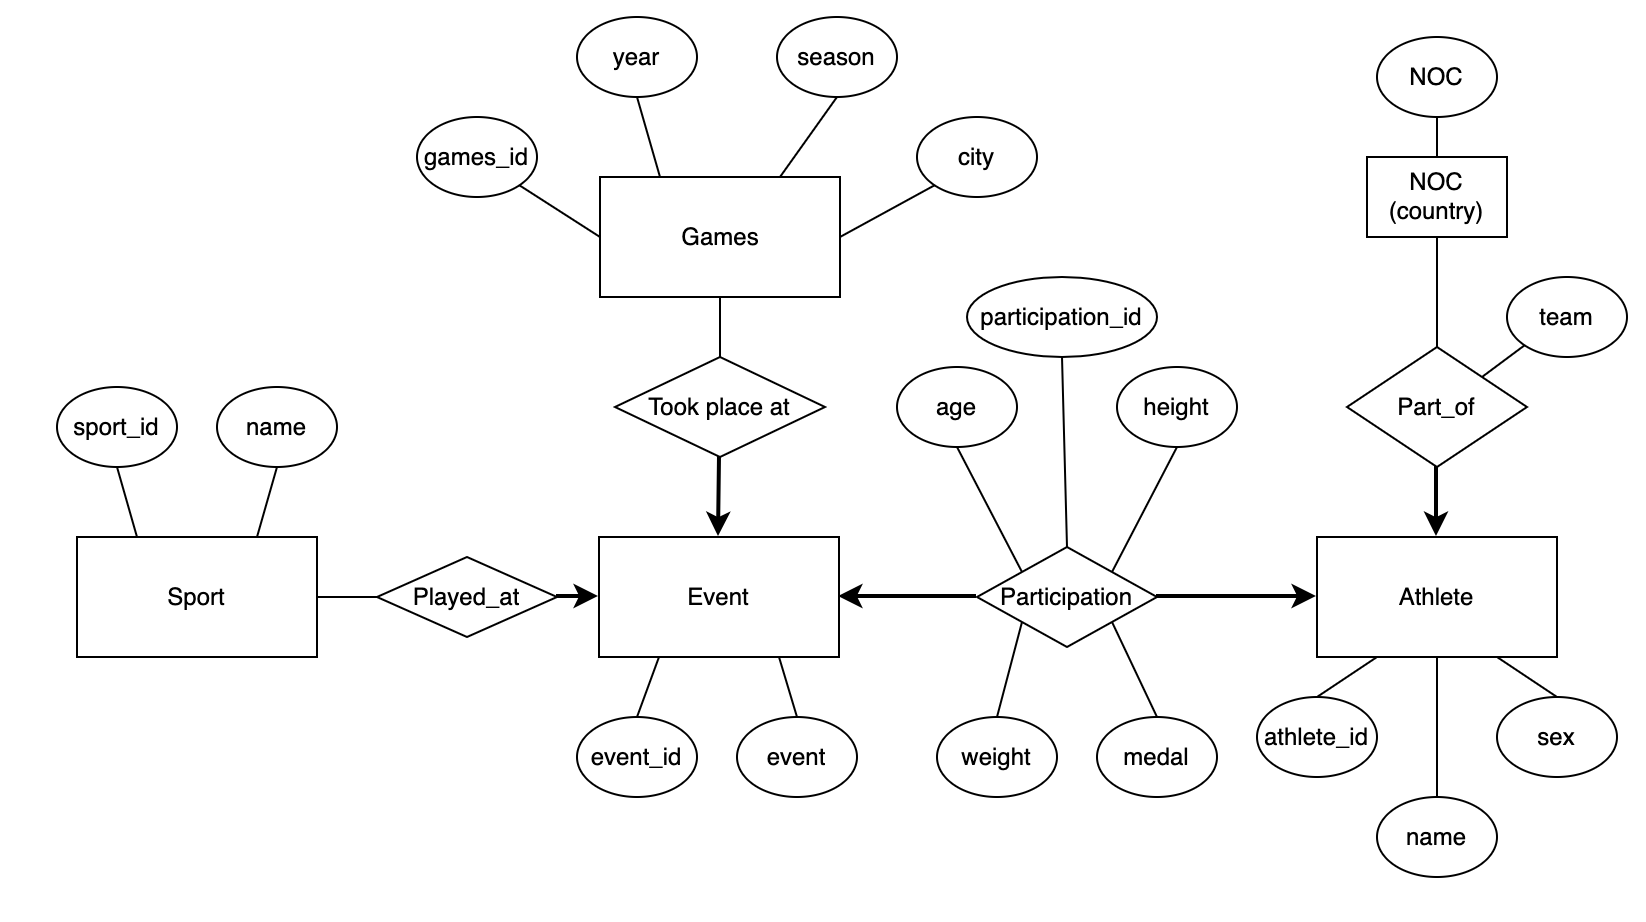 year
season
NOC
games_id
city
NOC
(country)
Games
participation_id
team
age
height
Took place at
Part_of
sport_id
name
Sport
Played_at
Event
Participation
Athlete
event_id
event
weight
medal
athlete_id
sex
name